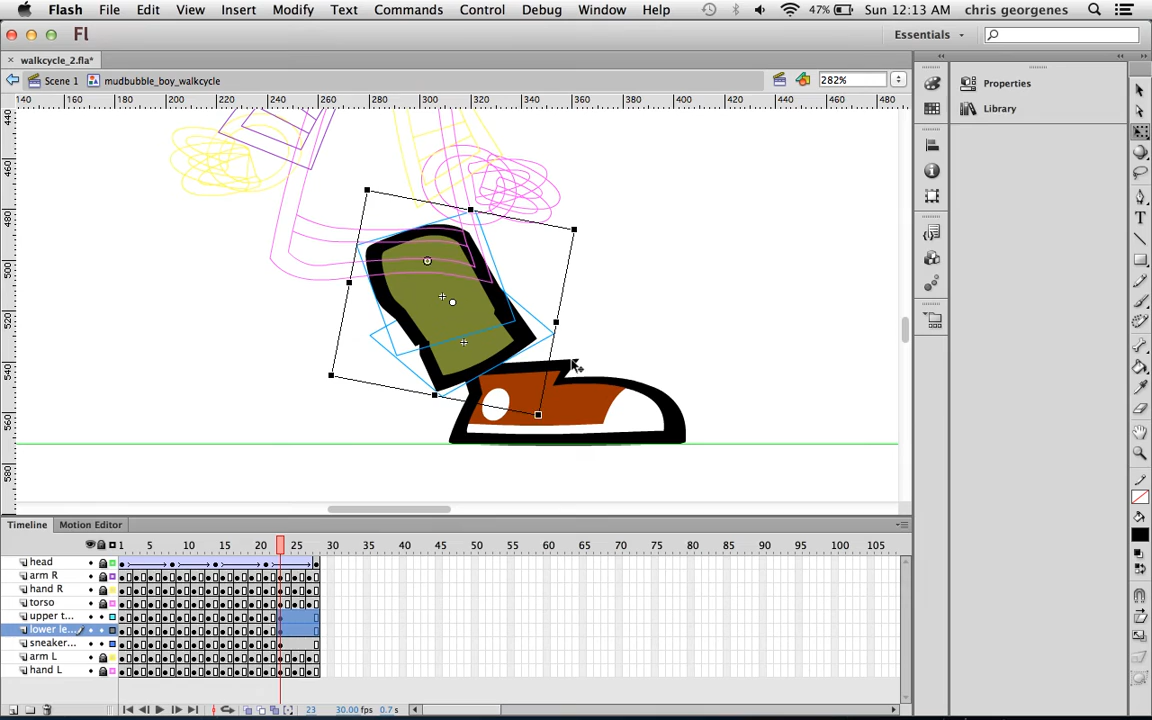 Flash File Edit View Insert Modify Text Commands Control Debug Window Help 47% Sun 12:13 AM chris georgenes
Fl Essentials
walkcycle_2.fla*
Scene 1 mudbubble_boy_walkcycle 282%
140 160 180 200 220 240 260 280 300 320 340 360 380 400 420 440 460 480
440
460
480
500
520
540
560
580
Properties
Library
Timeline Motion Editor
1 5 10 15 20 25 30 35 40 45 50 55 60 65 70 75 80 85 90 95 100 105
head
arm R
hand R
torso
upper t...
lower le...
sneaker...
arm L
hand L
23 30.00 fps 0.7 s